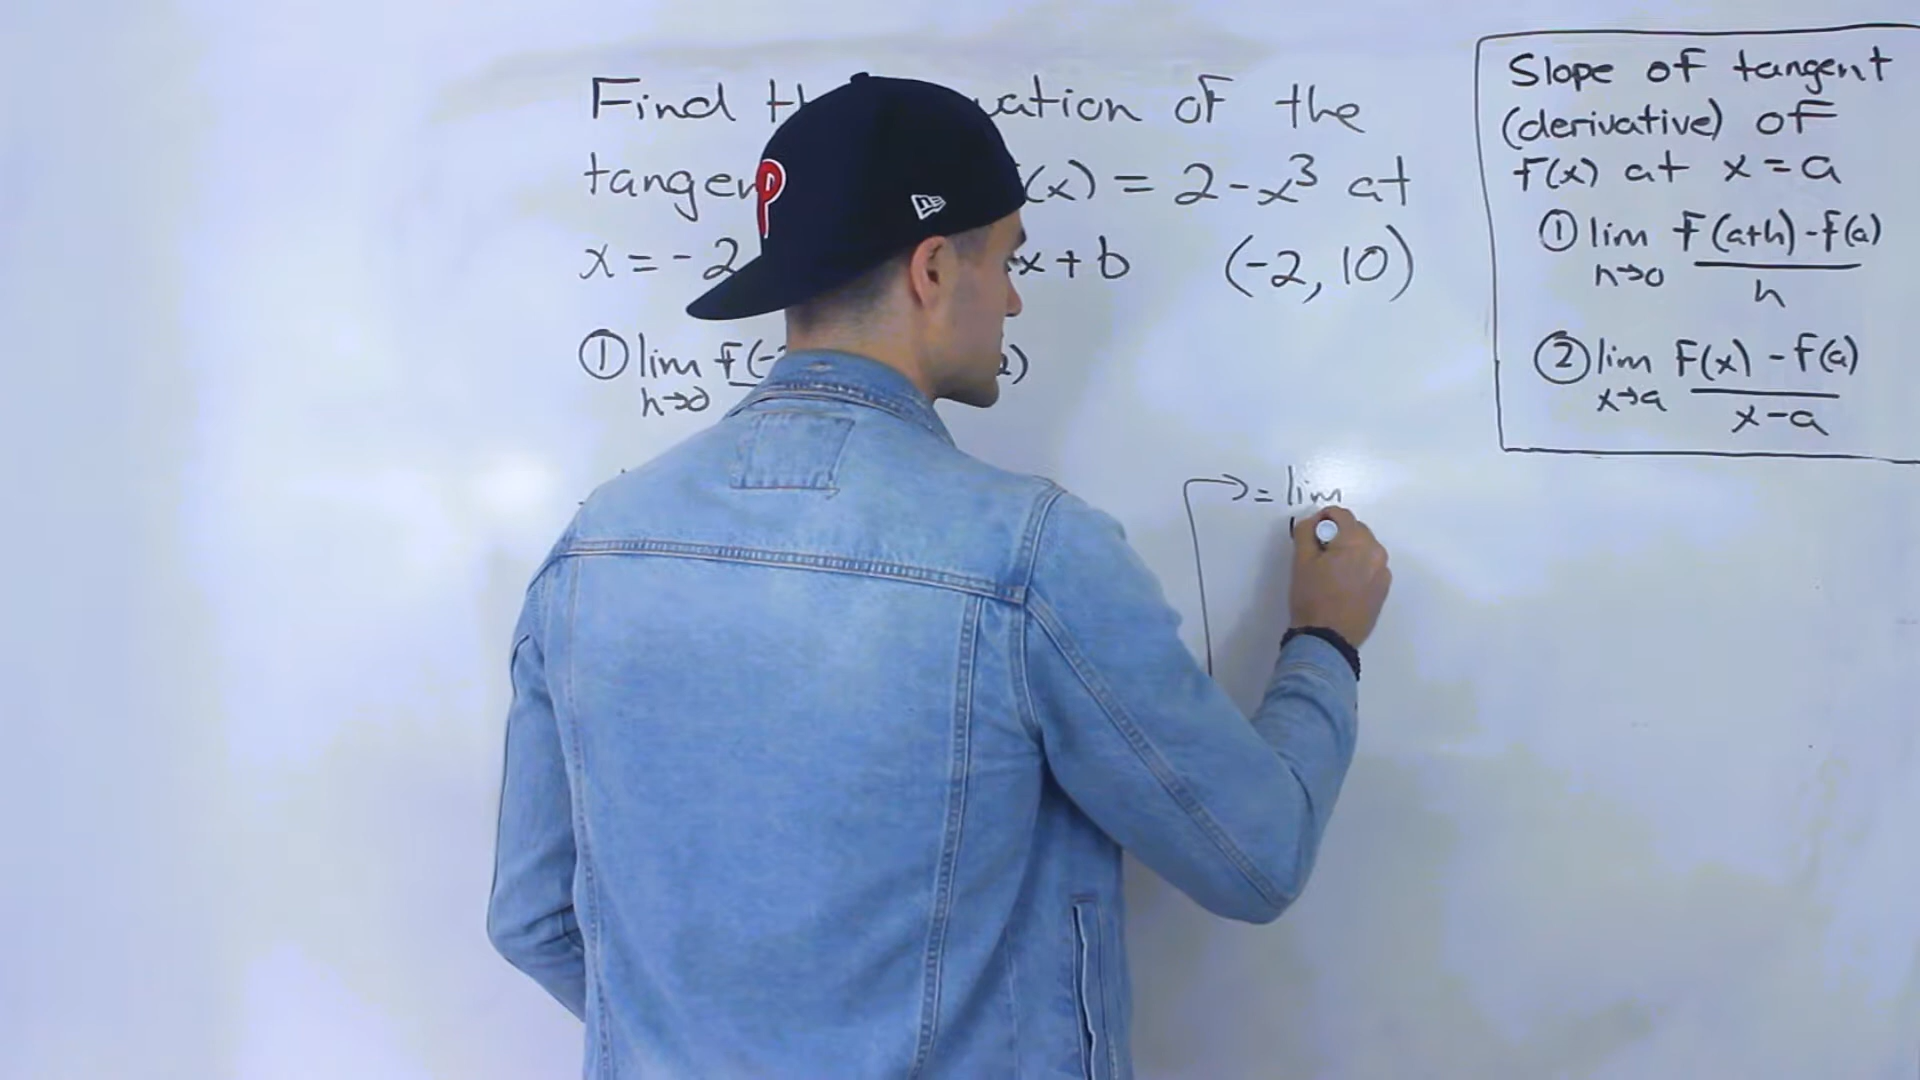 Find the equation of the
tangent f(x) = 2-x³ at
x = -2 x + b (-2, 10)
① lim f(-2
h→0
= lim
Slope of tangent
(derivative) of
f(x) at x = a
① lim f(a+h) - f(a)
h→0 h
② lim f(x) - f(a)
x→a x - a
P